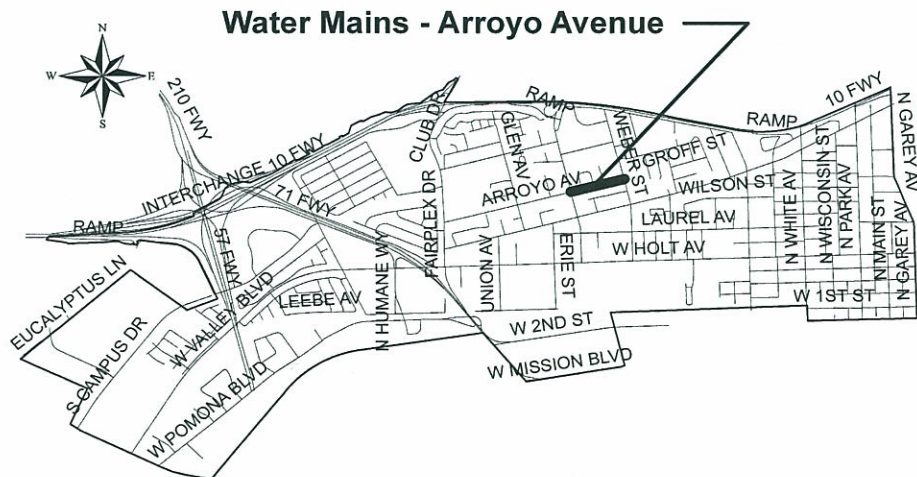 Water Mains - Arroyo Avenue
N
W E
S
210 FWY
INTERCHANGE 10 FWY
RAMP
CLUB DR
RAMP
10 FWY
RAMP
N GAREY AV
GLEN AV
WEBER ST
GROFF ST
ARROYO AV
WILSON ST
71 FWY
57 FWY
FAIRPLEX DR
LAUREL AV
W HOLT AV
N WHITE AV
N WISCONSIN ST
N PARK AV
N MAIN ST
N GAREY AV
EUCALYPTUS LN
N HUMANE WY
UNION AV
ERIE ST
W 1ST ST
LEEBE AV
W VALLEY BLVD
S CAMPUS DR
W 2ND ST
W MISSION BLVD
W POMONA BLVD